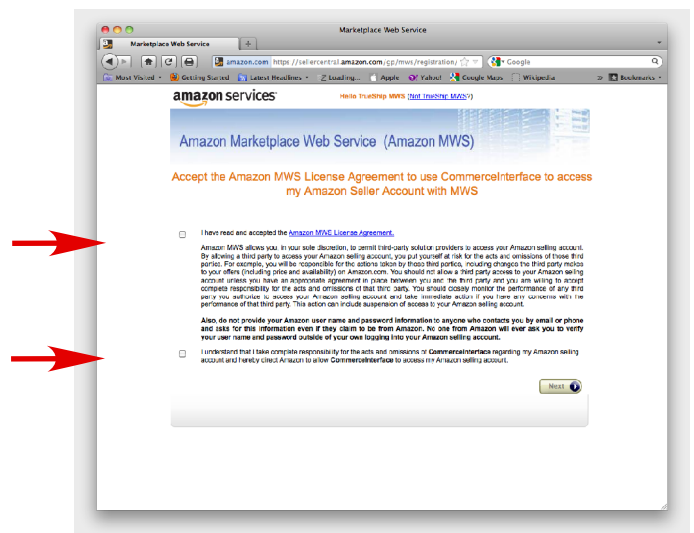 Marketplace Web Service
Marketplace Web Service
+
amazon.com https://sellercentral.amazon.com/gp/mws/registration/
Google
Most Visited Getting Started Latest Headlines Loading... Apple Yahoo! Google Maps Wikipedia » Bookmarks
amazon services
Hello TrueShip MWS (Not TrueShip MWS?)
Amazon Marketplace Web Service (Amazon MWS)
Accept the Amazon MWS License Agreement to use CommerceInterface to access
my Amazon Seller Account with MWS
I have read and accepted the Amazon MWS License Agreement.
Amazon MWS allows you, in your sole discretion, to permit third-party solution providers to access your Amazon selling account.
By allowing a third party to access your Amazon selling account, you put yourself at risk for the acts and omissions of those third
parties. For example, you will be responsible for the actions taken by those third parties, including changes the third party makes
to your offers (including price and availability) on Amazon.com. You should not allow a third party access to your Amazon selling
account unless you have an appropriate agreement in place between you and the third party and you are willing to accept
complete responsibility for the acts and omissions of that third party. You should closely monitor the performance of any third
party you authorize to access your Amazon selling account and take immediate action if you have any concerns with the
performance of that third party. This action can include suspension of access to your Amazon selling account.
Also, do not provide your Amazon user name and password information to anyone who contacts you by email or phone
and asks for this information even if they claim to be from Amazon. No one from Amazon will ever ask you to verify
your user name and password outside of your own logging into your Amazon selling account.
I understand that I take complete responsibility for the acts and omissions of CommerceInterface regarding my Amazon selling
account and hereby direct Amazon to allow CommerceInterface to access my Amazon selling account.
Next